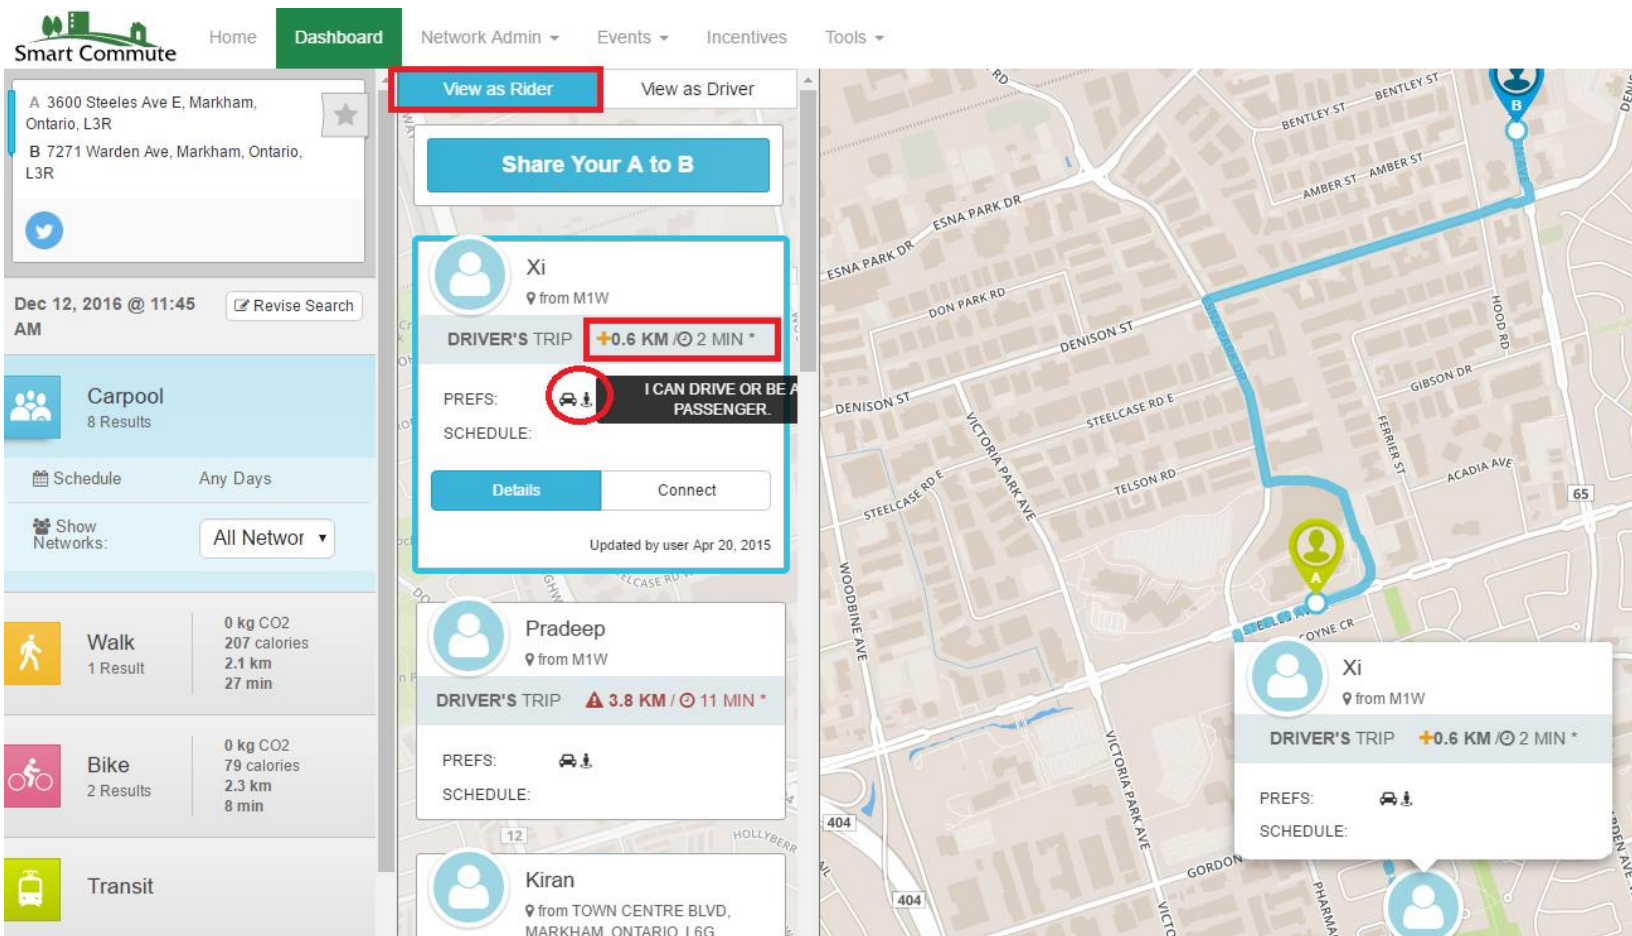 Smart Commute
Home
Dashboard
Network Admin
Events
Incentives
Tools
A 3600 Steeles Ave E, Markham,
Ontario, L3R
B 7271 Warden Ave, Markham, Ontario,
L3R
Dec 12, 2016 @ 11:45
AM
Revise Search
Carpool
8 Results
Schedule
Any Days
Show
Networks:
All Networ
Walk
1 Result
0 kg CO2
207 calories
2.1 km
27 min
Bike
2 Results
0 kg CO2
79 calories
2.3 km
8 min
Transit
View as Rider
View as Driver
Share Your A to B
Xi
from M1W
DRIVER'S TRIP
+0.6 KM / 2 MIN *
PREFS:
I CAN DRIVE OR BE A
PASSENGER.
SCHEDULE:
Details
Connect
Updated by user Apr 20, 2015
Pradeep
from M1W
DRIVER'S TRIP
3.8 KM / 11 MIN *
PREFS:
SCHEDULE:
12
Kiran
from TOWN CENTRE BLVD,
MARKHAM, ONTARIO, L6G
RD
BENTLEY ST
BENTLEY ST
B
AMBER ST
AMBER ST
ESNA PARK DR
ESNA PARK DR
DON PARK RD
DENISON ST
DENISON ST
HOOD RD
GIBSON DR
STEELCASE RD E
STEELCASE RD E
VICTORIA PARK AVE
FERRIER ST
ACADIA AVE
TELSON RD
65
A
WOODBINE AVE
COYNE CR
VICTORIA PARK AVE
Xi
from M1W
DRIVER'S TRIP
+0.6 KM / 2 MIN *
PREFS:
SCHEDULE:
404
GORDON
404